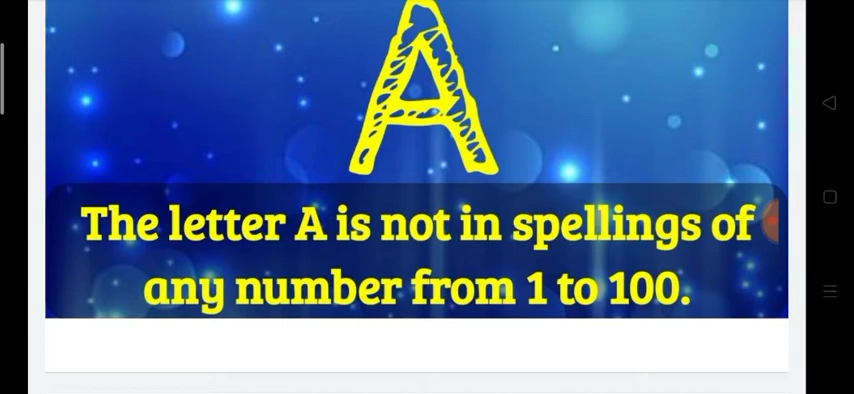 A
The letter A is not in spellings of
any number from 1 to 100.